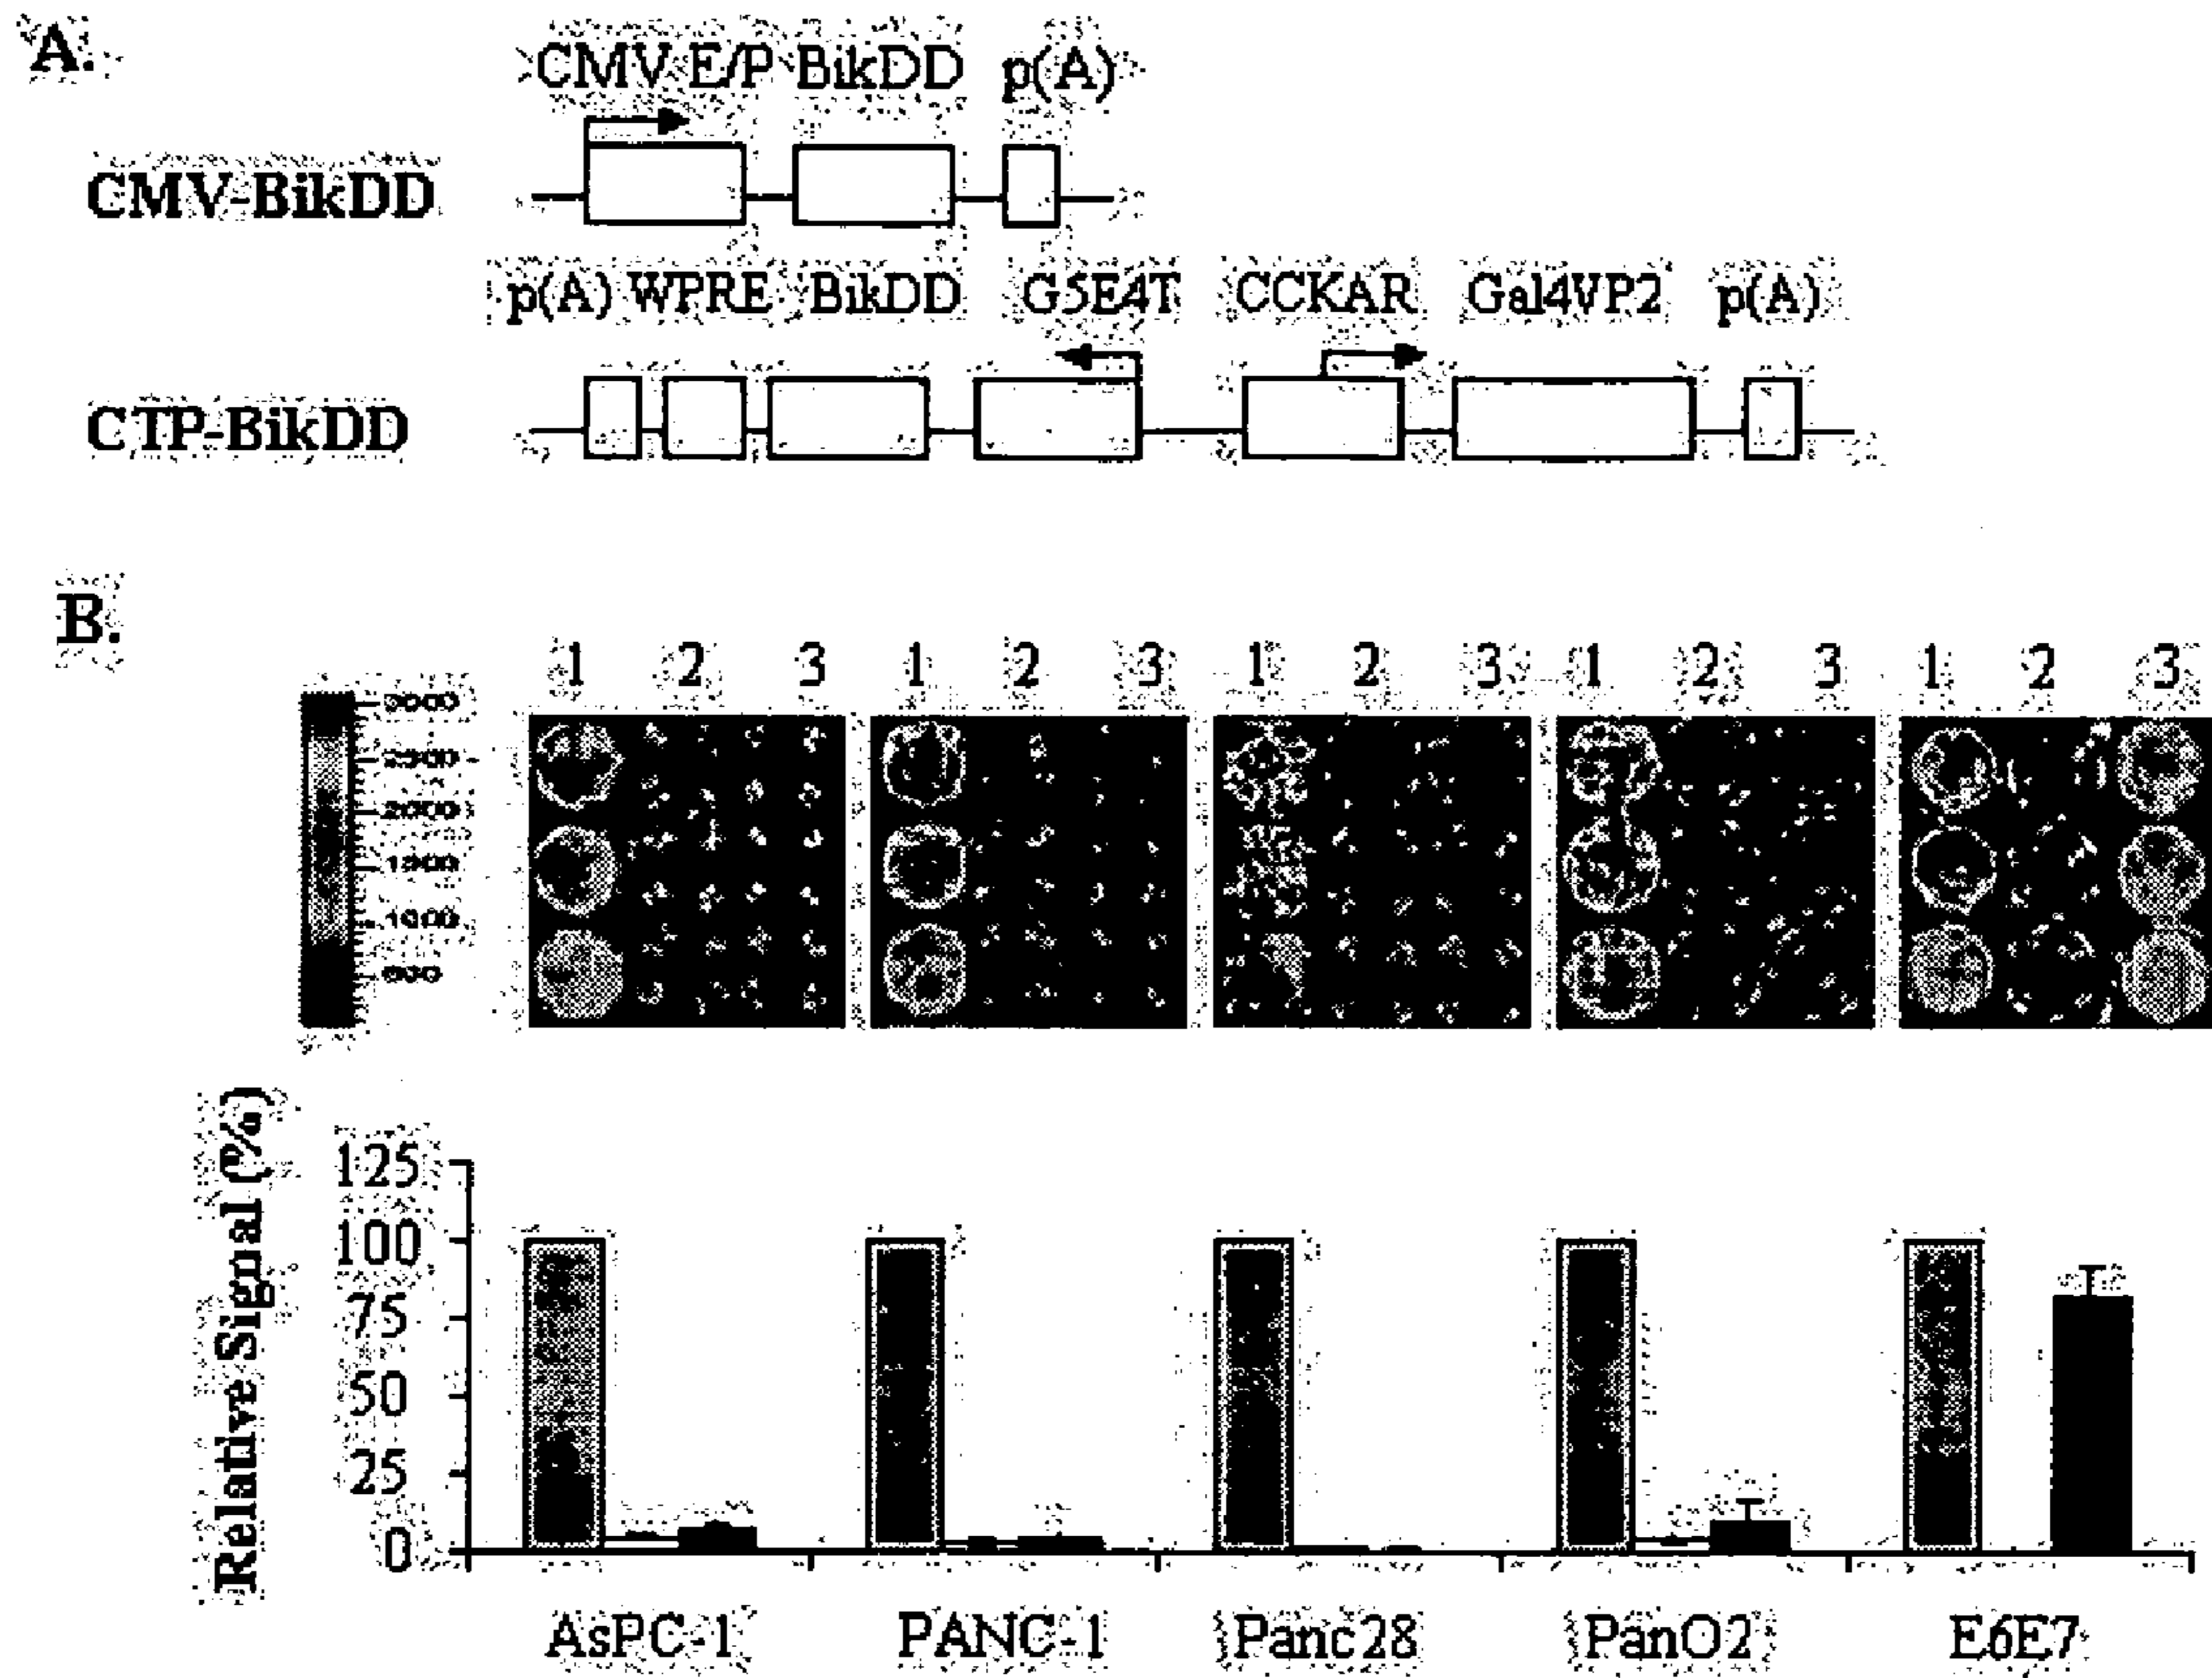 A.
CMV E/P BikDD p(A)
CMV-BikDD
p(A) WPRE BikDD G5E4T CCKAR Gal4VP2 p(A)
CTP-BikDD
B.
1 2 3 1 2 3 1 2 3 1 2 3 1 2 3
2000
1000
Relative Signal (%)
125
100
75
50
25
0
AsPC-1 PANC-1 Panc28 PanO2 E6E7